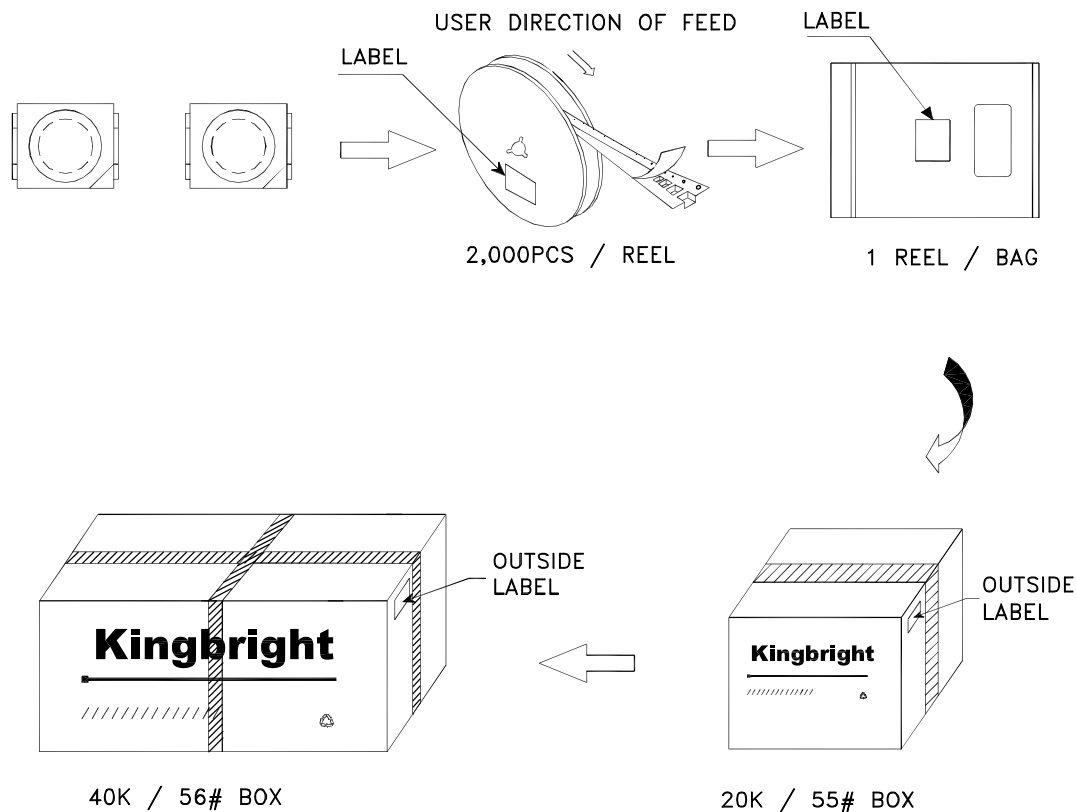 USER DIRECTION OF FEED
LABEL
LABEL
2,000PCS / REEL
1 REEL / BAG
OUTSIDE
LABEL
OUTSIDE
LABEL
Kingbright
Kingbright
40K / 56# BOX
20K / 55# BOX